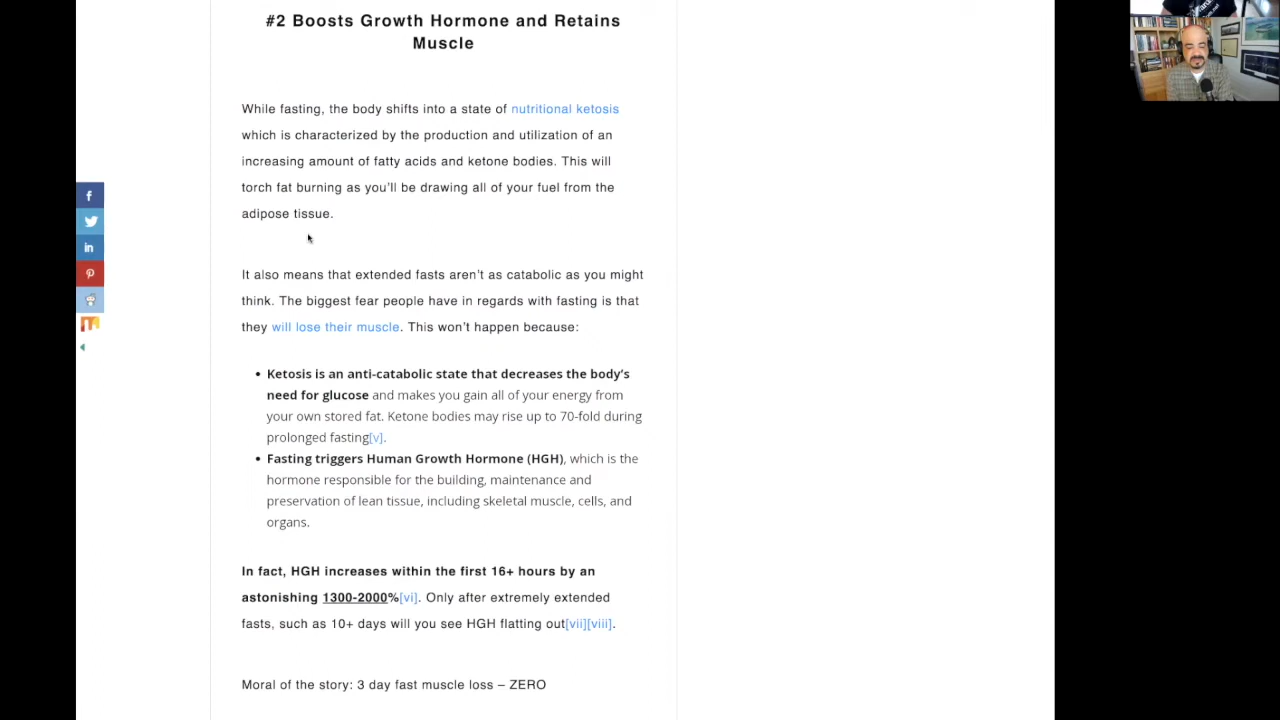 #2 Boosts Growth Hormone and Retains
Muscle
While fasting, the body shifts into a state of nutritional ketosis
which is characterized by the production and utilization of an
increasing amount of fatty acids and ketone bodies. This will
torch fat burning as you’ll be drawing all of your fuel from the
adipose tissue.
It also means that extended fasts aren’t as catabolic as you might
think. The biggest fear people have in regards with fasting is that
they will lose their muscle. This won’t happen because:
• Ketosis is an anti-catabolic state that decreases the body’s
need for glucose and makes you gain all of your energy from
your own stored fat. Ketone bodies may rise up to 70-fold during
prolonged fasting[v].
• Fasting triggers Human Growth Hormone (HGH), which is the
hormone responsible for the building, maintenance and
preservation of lean tissue, including skeletal muscle, cells, and
organs.
In fact, HGH increases within the first 16+ hours by an
astonishing 1300-2000%[vi]. Only after extremely extended
fasts, such as 10+ days will you see HGH flatting out[vii][viii].
Moral of the story: 3 day fast muscle loss – ZERO